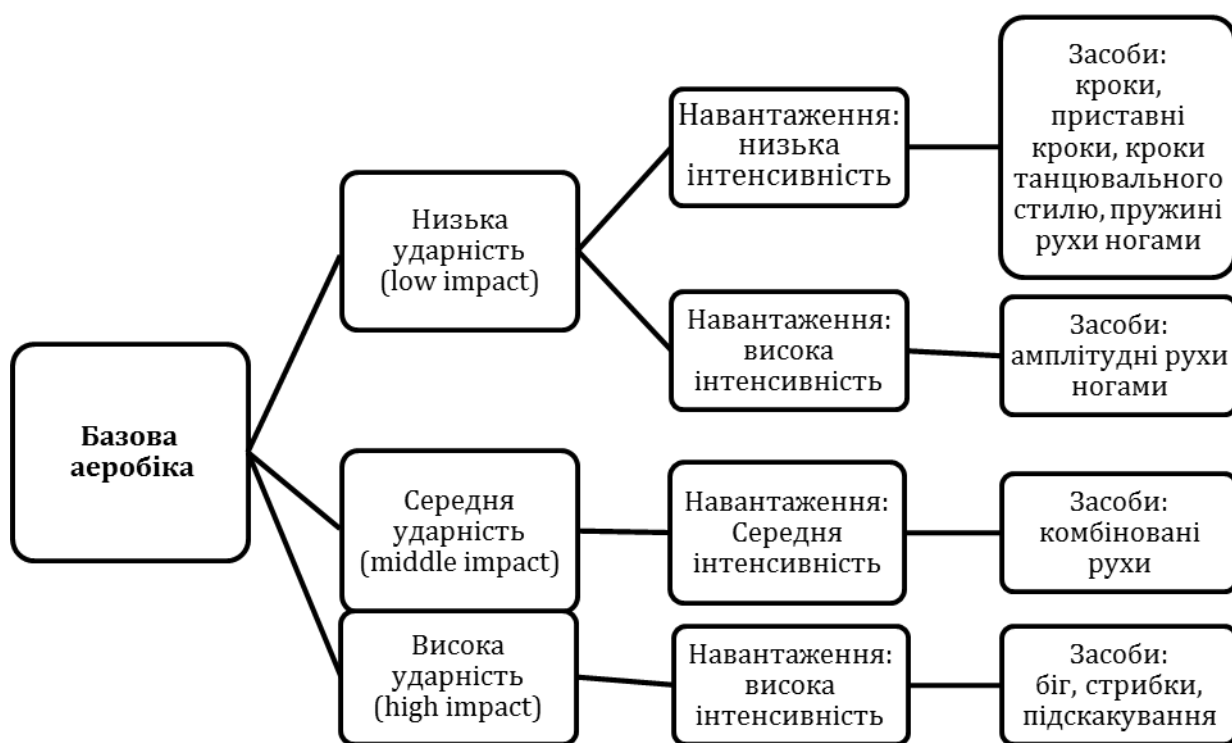 Базова
аеробіка
Низька
ударність
(low impact)
Навантаження:
низька
інтенсивність
Засоби:
кроки,
приставні
кроки, кроки
танцювального
стилю, пружині
рухи ногами
Навантаження:
висока
інтенсивність
Засоби:
амплітудні рухи
ногами
Середня
ударність
(middle impact)
Навантаження:
Середня
інтенсивність
Засоби:
комбіновані
рухи
Висока
ударність
(high impact)
Навантаження:
висока
інтенсивність
Засоби:
біг, стрибки,
підскакування